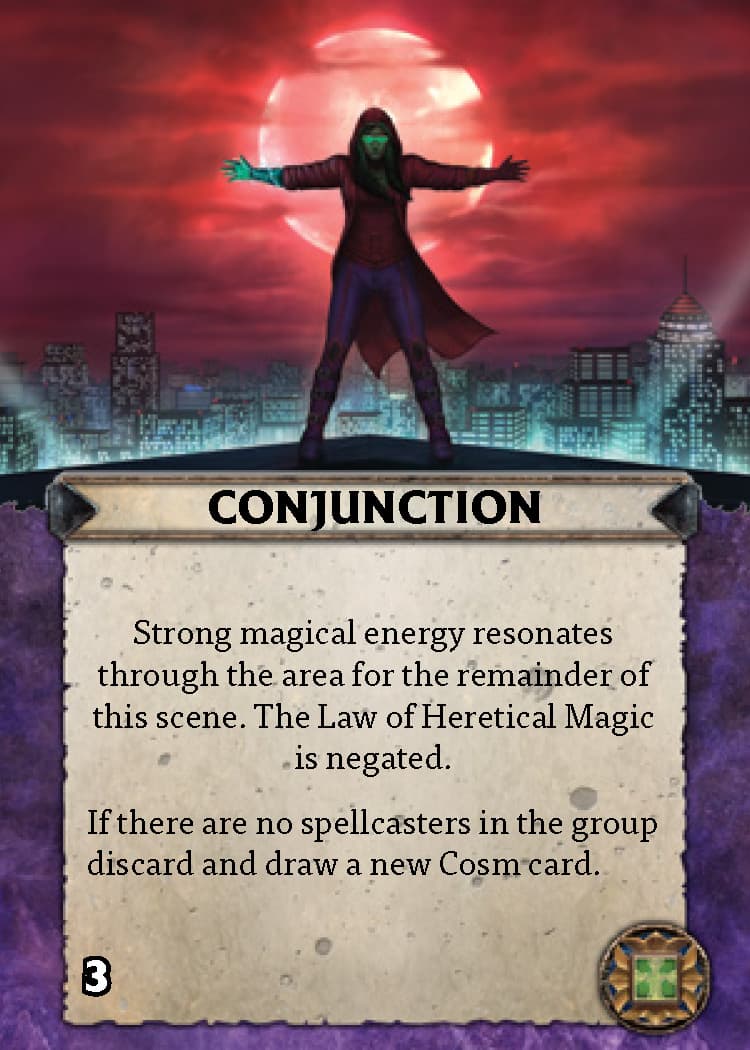 CONJUNCTION
Strong magical energy resonates
through the area for the remainder of
this scene. The Law of Heretical Magic
is negated.
If there are no spellcasters in the group
discard and draw a new Cosm card.
3